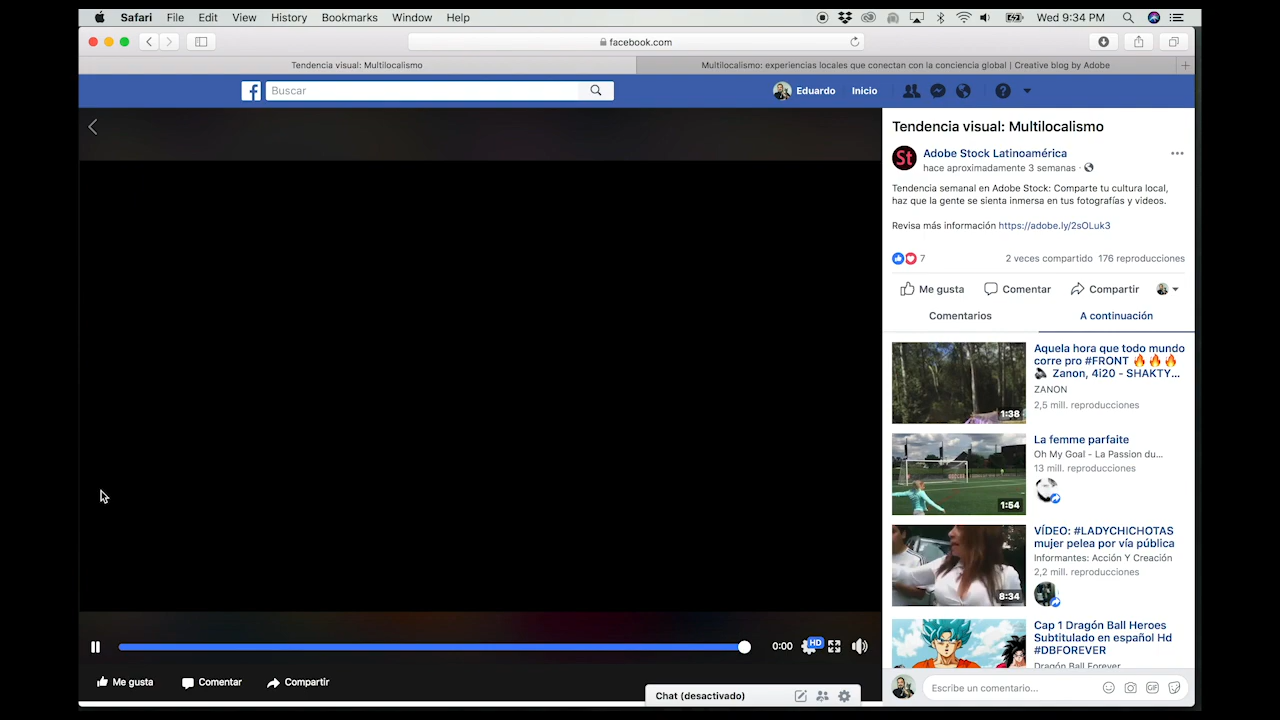 Safari File Edit View History Bookmarks Window Help Wed 9:34 PM
facebook.com
Tendencia visual: Multilocalismo
Multilocalismo: experiencias locales que conectan con la conciencia global | Creative blog by Adobe
Buscar
Eduardo Inicio
Tendencia visual: Multilocalismo
St
Adobe Stock Latinoamérica
hace aproximadamente 3 semanas ·
Tendencia semanal en Adobe Stock: Comparte tu cultura local,
haz que la gente se sienta inmersa en tus fotografías y videos.
Revisa más información https://adobe.ly/2sOLuk3
7 2 veces compartido 176 reproducciones
Me gusta Comentar Compartir
Comentarios A continuación
Aquela hora que todo mundo
corre pro #FRONT 🔥🔥🔥
Zanon, 4i20 - SHAKTY...
ZANON
2,5 mill. reproducciones
1:38
La femme parfaite
Oh My Goal - La Passion du...
13 mill. reproducciones
1:54
VÍDEO: #LADYCHICHOTAS
mujer pelea por vía pública
Informantes: Acción Y Creación
2,2 mill. reproducciones
8:34
Cap 1 Dragón Ball Heroes
Subtitulado en español Hd
#DBFOREVER
Dragón Ball Forever
0:00 HD
Me gusta Comentar Compartir
Chat (desactivado)
Escribe un comentario...
GIF